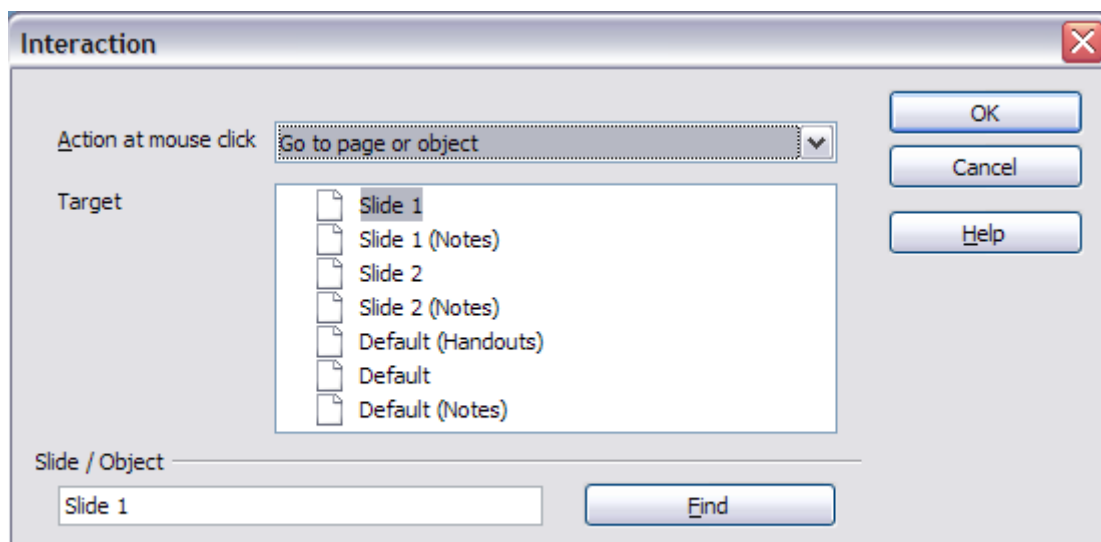 Interaction
Action at mouse click Go to page or object
OK
Cancel
Help
Target
Slide 1
Slide 1 (Notes)
Slide 2
Slide 2 (Notes)
Default (Handouts)
Default
Default (Notes)
Slide / Object
Slide 1
Find